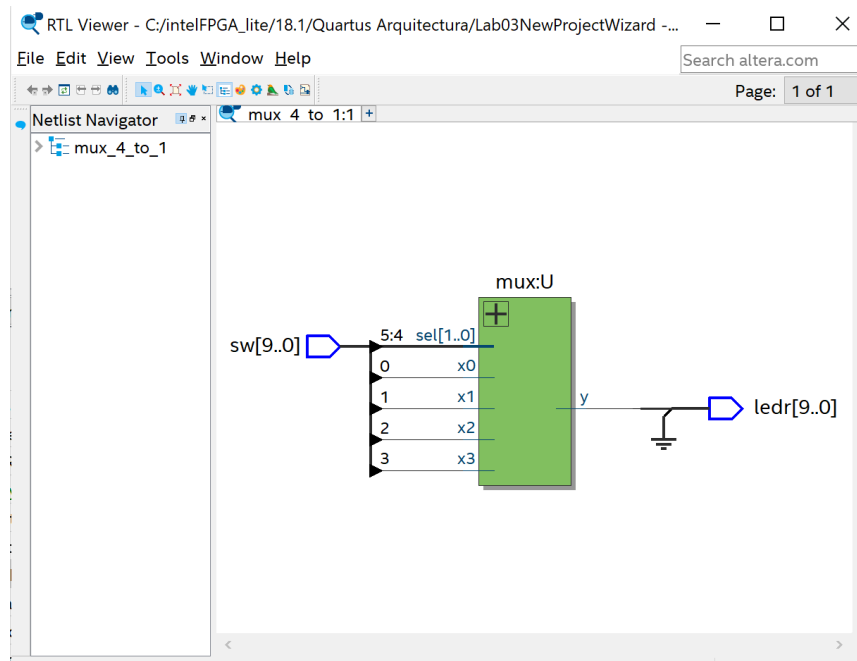 RTL Viewer - C:/intelFPGA_lite/18.1/Quartus Arquitectura/Lab03NewProjectWizard -...
File Edit View Tools Window Help
Search altera.com
Page: 1 of 1
Netlist Navigator
mux_4_to_1:1
mux_4_to_1
mux:U
sw[9..0]
5:4 sel[1..0]
0 x0
1 x1
2 x2
3 x3
y
ledr[9..0]